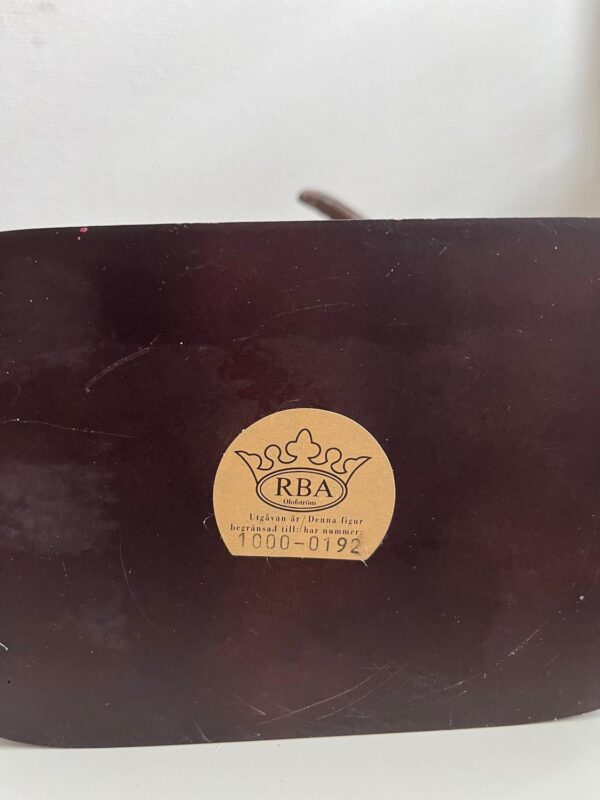 RBA
Olofström
Utgåvan är/Denna figur
begränsad till:/har nummer:
1000-0192